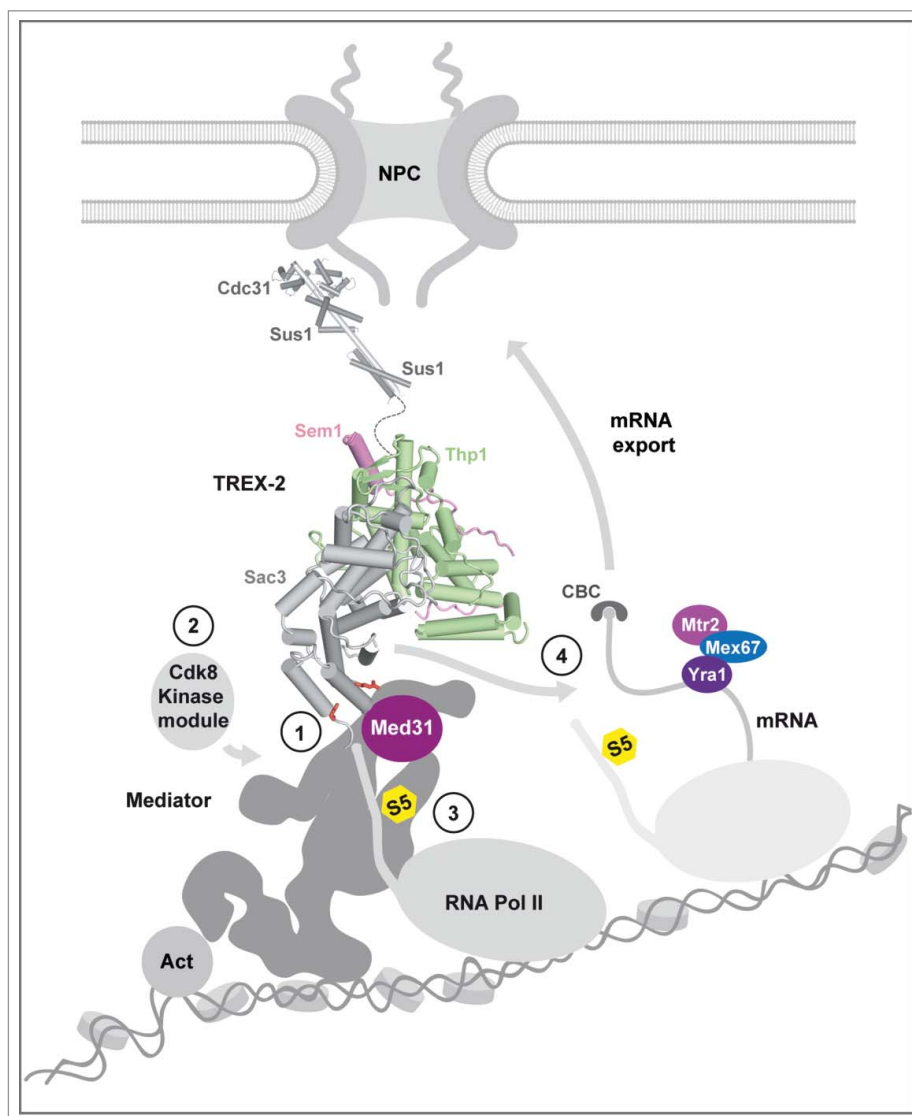 NPC
Cdc31
Sus1
Sus1
Sem1
Thp1
mRNA
export
TREX-2
Sac3
CBC
2
Mtr2
4
Mex67
Cdk8
Kinase
module
Yra1
1
Med31
mRNA
S5
Mediator
S5
3
RNA Pol II
Act